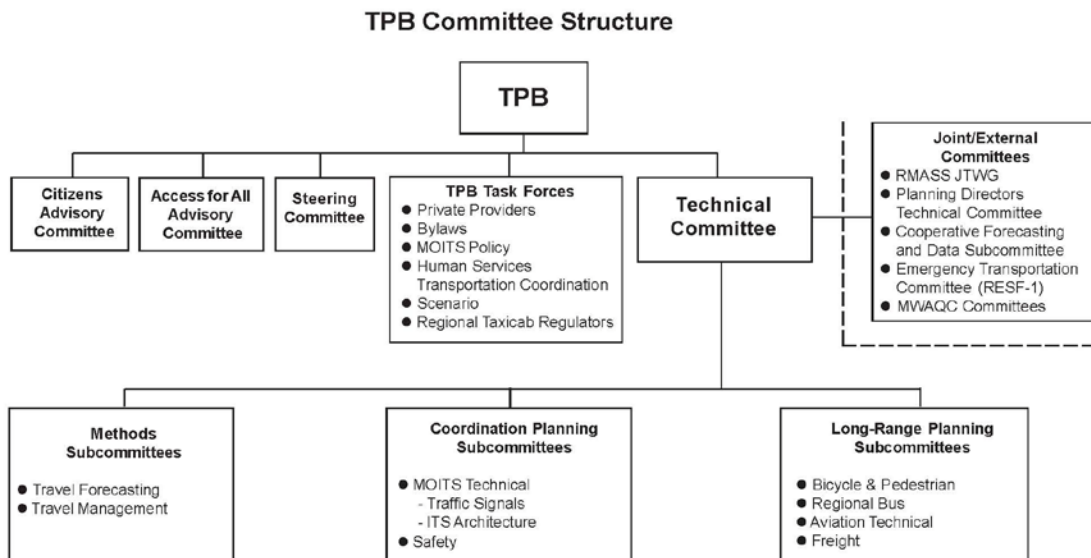 TPB Committee Structure
TPB
Citizens
Advisory
Committee
Access for All
Advisory
Committee
Steering
Committee
TPB Task Forces
● Private Providers
● Bylaws
● MOITS Policy
● Human Services
Transportation Coordination
● Scenario
● Regional Taxicab Regulators
Technical
Committee
Joint/External
Committees
● RMASS JTWG
● Planning Directors
Technical Committee
● Cooperative Forecasting
and Data Subcommittee
● Emergency Transportation
Committee (RESF-1)
● MWAQC Committees
Methods
Subcommittees
● Travel Forecasting
● Travel Management
Coordination Planning
Subcommittees
● MOITS Technical
- Traffic Signals
- ITS Architecture
● Safety
Long-Range Planning
Subcommittees
● Bicycle & Pedestrian
● Regional Bus
● Aviation Technical
● Freight